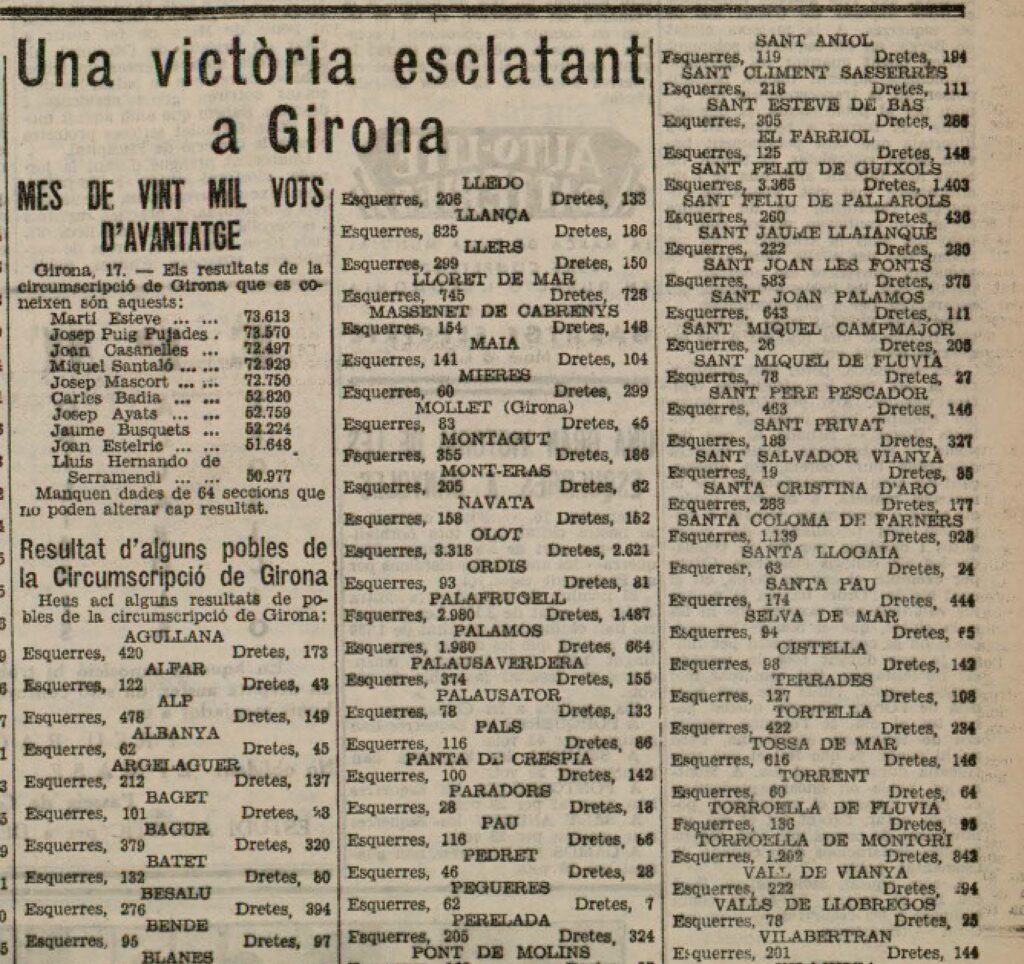 Una victòria esclatant
a Girona
MES DE VINT MIL VOTS
D'AVANTATGE
Girona, 17. — Els resultats de la
circumscripció de Girona que es co-
neixen són aquests:
Martí Esteve ... ... 73.613
Josep Puig Pujades . 73.570
Joan Casanelles ... 72.497
Miquel Santaló ... ... 72.929
Josep Mascort ... ... 72.750
Carles Badia ... ... 52.820
Josep Ayats ... ... 52.759
Jaume Busquets ... 52.224
Joan Estelric ... ... 51.648
Lluís Hernando de
Serramendi ... ... 50.977
Manquen dades de 64 seccions que
no poden alterar cap resultat.
Resultat d'alguns pobles de
la Circumscripció de Girona
Heus ací alguns resultats de po-
bles de la circumscripció de Girona:
AGULLANA
Esquerres, 420 Dretes, 173
ALFAR
Esquerres, 122 Dretes, 43
ALP
Esquerres, 478 Dretes, 149
ALBANYA
Esquerres, 62 Dretes, 45
ARGELAGUER
Esquerres, 212 Dretes, 137
BAGET
Esquerres, 101 Dretes,
BAGUR
Esquerres, 379 Dretes, 320
BATET
Esquerres, 132 Dretes, 80
BESALU
Esquerres, 276 Dretes, 394
BENDE
Esquerres, 95 Dretes, 97
BLANES
LLEDO
Esquerres, 206 Dretes, 133
LLANÇA
Esquerres, 825 Dretes, 186
LLERS
Esquerres, 299 Dretes, 150
LLORET DE MAR
Esquerres, 745 Dretes, 728
MASSENET DE CABRENYS
Esquerres, 154 Dretes, 148
MAIA
Esquerres, 141 Dretes, 104
MIERES
Esquerres, 60 Dretes, 299
MOLLET (Girona)
Esquerres, 83 Dretes, 45
MONTAGUT
Esquerres, 355 Dretes, 186
MONT-ERAS
Esquerres, 205 Dretes, 62
NAVATA
Esquerres, 158 Dretes, 152
OLOT
Esquerres, 3.318 Dretes, 2.621
ORDIS
Esquerres, 93 Dretes, 81
PALAFRUGELL
Esquerres, 2.980 Dretes, 1.487
PALAMOS
Esquerres, 1.980 Dretes, 664
PALAUSAVERDERA
Esquerres, 374 Dretes, 155
PALAUSATOR
Esquerres, 78 Dretes, 133
PALS
Esquerres, 116 Dretes, 86
PANTA DE CRESPIA
Esquerres, 100 Dretes, 142
PARADORS
Esquerres, 28 Dretes, 18
PAU
Esquerres, 116 Dretes,
PEDRET
Esquerres, 46 Dretes, 28
PEGUERES
Esquerres, 62 Dretes, 7
PERELADA
Esquerres, 205 Dretes, 324
PONT DE MOLINS
SANT ANIOL
Esquerres, 119 Dretes, 194
SANT CLIMENT SASSERRES
Esquerres, 218 Dretes, 111
SANT ESTEVE DE BAS
Esquerres, 305 Dretes, 286
EL FARRIOL
Esquerres, 125 Dretes, 148
SANT FELIU DE GUIXOLS
Esquerres, 3.365 Dretes, 1.403
SANT FELIU DE PALLAROLS
Esquerres, 260 Dretes, 436
SANT JAUME LLAIANQUE
Esquerres, 222 Dretes, 280
SANT JOAN LES FONTS
Esquerres, 583 Dretes, 375
SANT JOAN PALAMOS
Esquerres, 643 Dretes, 111
SANT MIQUEL CAMPMAJOR
Esquerres, 26 Dretes, 205
SANT MIQUEL DE FLUVIA
Esquerres, 78 Dretes, 27
SANT PERE PESCADOR
Esquerres, 463 Dretes, 146
SANT PRIVAT
Esquerres, 188 Dretes, 327
SANT SALVADOR VIANYA
Esquerres, 19 Dretes,
SANTA CRISTINA D'ARO
Esquerres, 283 Dretes, 177
SANTA COLOMA DE FARNERS
Esquerres, 1.139 Dretes, 928
SANTA LLOGAIA
Esqueresr, 63 Dretes, 24
SANTA PAU
Esquerres, 174 Dretes, 444
SELVA DE MAR
Esquerres, 94 Dretes,
CISTELLA
Esquerres, 98 Dretes, 142
TERRADES
Esquerres, 127 Dretes, 108
TORTELLA
Esquerres, 422 Dretes, 234
TOSSA DE MAR
Esquerres, 616 Dretes, 146
TORRENT
Esquerres, 60 Dretes, 64
TORROELLA DE FLUVIA
Esquerres, 136 Dretes,
TORROELLA DE MONTGRI
Esquerres, 1.262 Dretes, 842
VALL DE VIANYA
Esquerres, 222 Dretes,
VALLS DE LLOBREGOS
Esquerres, 78 Dretes, 25
VILABERTRAN
Esquerres, 201 Dretes, 144